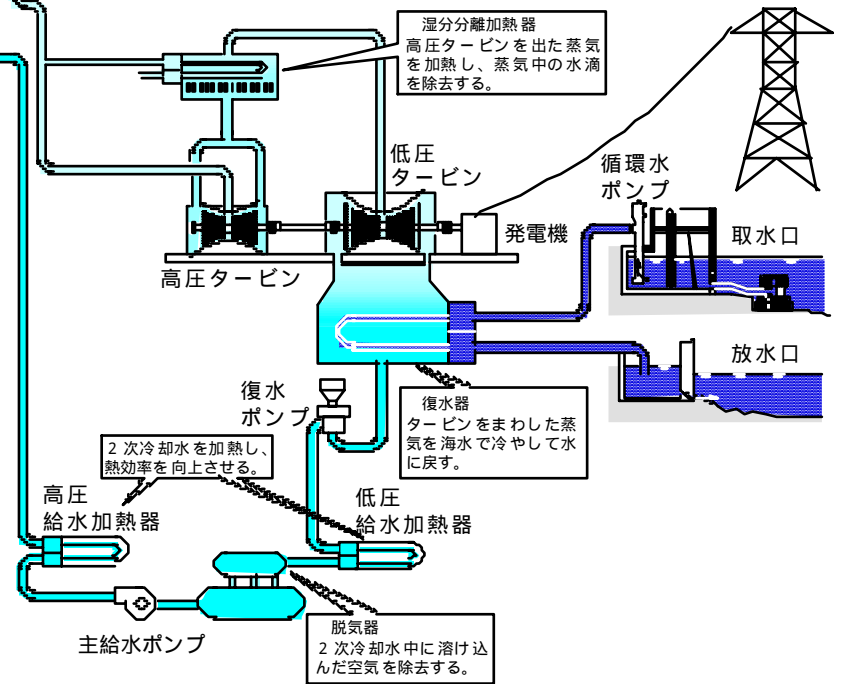 湿分分離加熱器
高圧タービンを出た蒸気
を加熱し、蒸気中の水滴
を除去する。
低圧
タービン
循環水
ポンプ
発電機
取水口
高圧タービン
放水口
復水
ポンプ
復水器
タービンをまわした蒸
気を海水で冷やして水
に戻す。
2次冷却水を加熱し、
熱効率を向上させる。
高圧
給水加熱器
低圧
給水加熱器
主給水ポンプ
脱気器
2次冷却水中に溶け込
んだ空気を除去する。